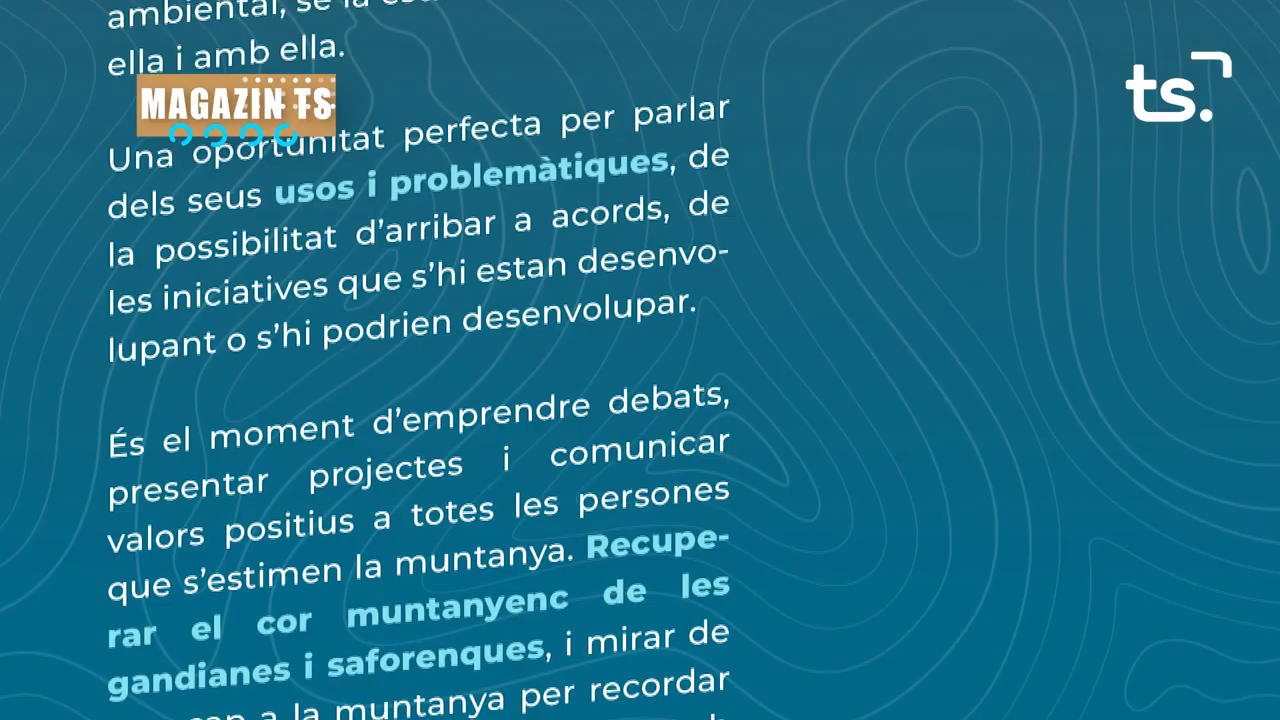 ambiental, se la
ella i amb ella.
MAGAZIN TS
ts.
Una oportunitat perfecta per parlar
dels seus usos i problemàtiques, de
la possibilitat d’arribar a acords, de
les iniciatives que s’hi estan desenvo-
lupant o s’hi podrien desenvolupar.
És el moment d’emprendre debats,
presentar projectes i comunicar
valors positius a totes les persones
que s’estimen la muntanya. Recupe-
rar el cor muntanyenc de les
gandianes i saforenques, i mirar de
a la muntanya per recordar